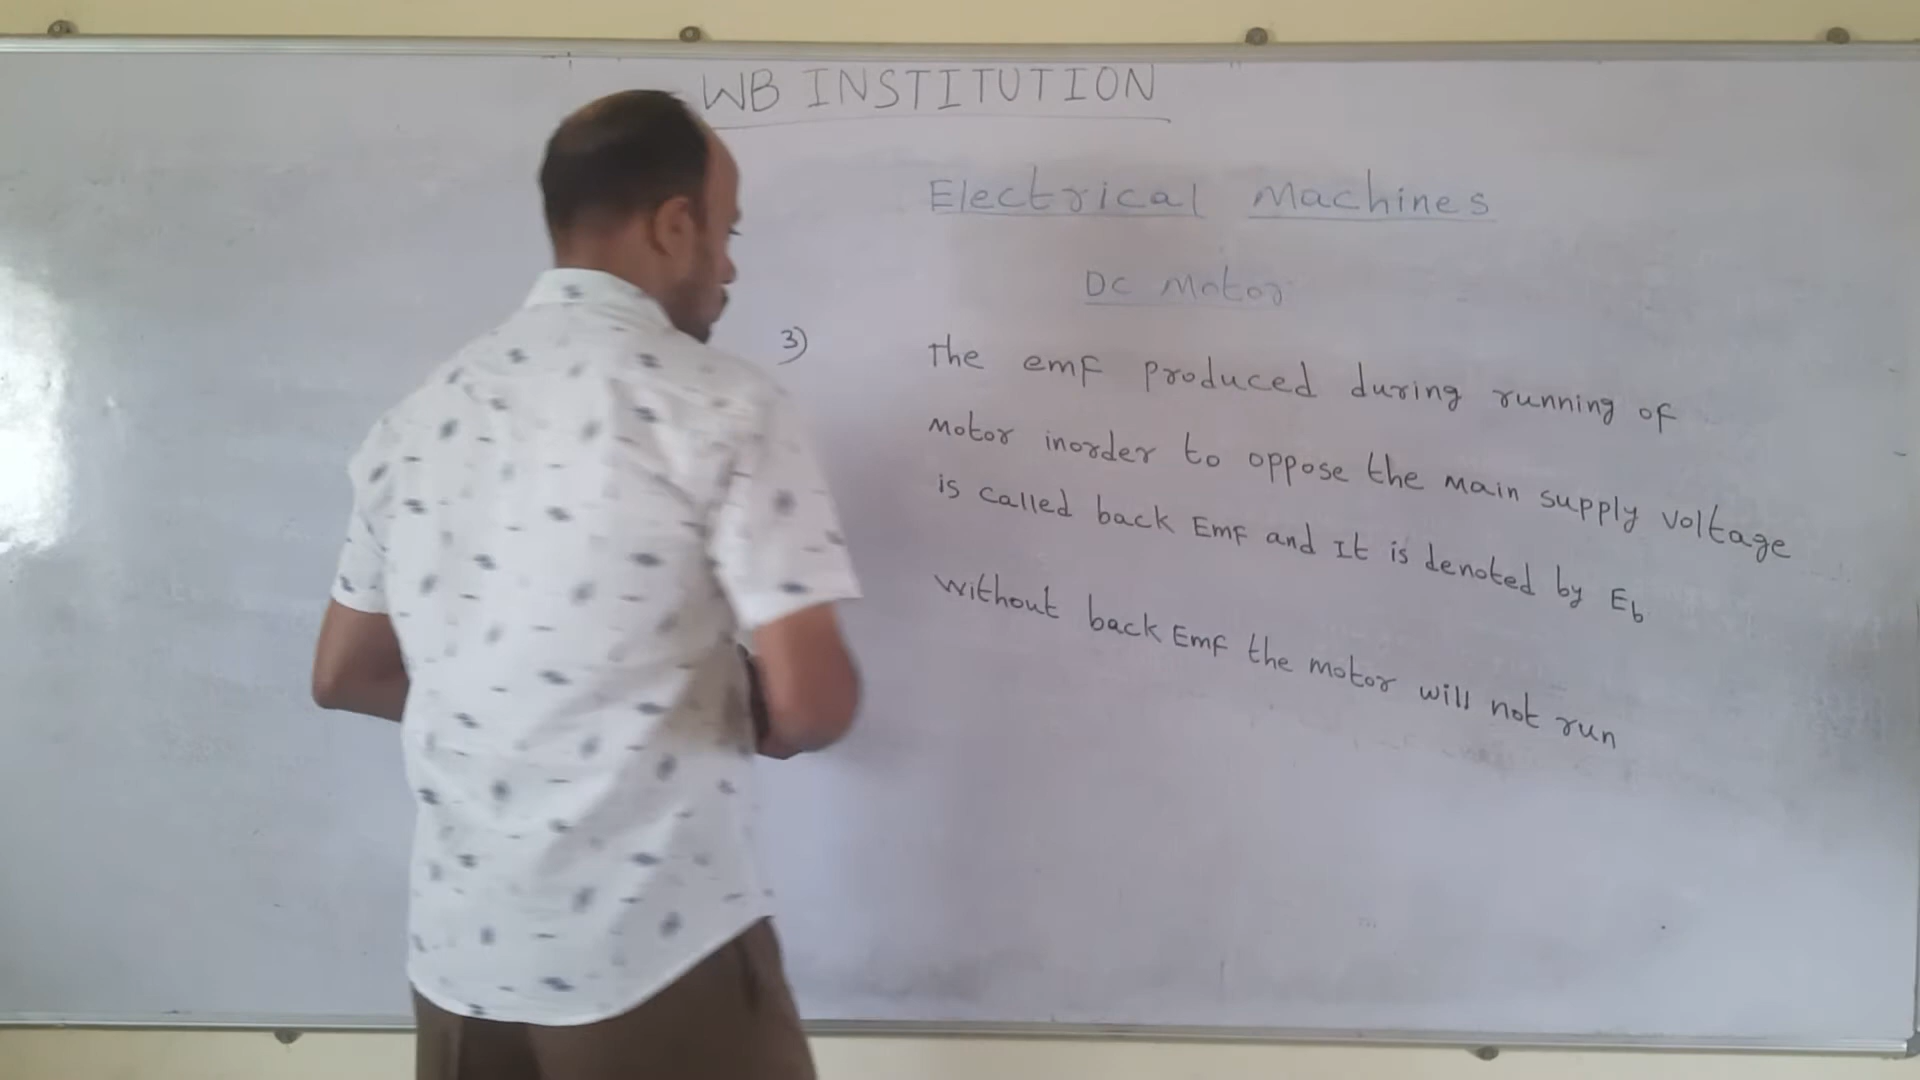 WB INSTITUTION
Electrical Machines
DC Motor
3)
The emf produced during running of
Motor inorder to oppose the main supply voltage
is called back Emf and It is denoted by Eb
without back Emf the motor will not run